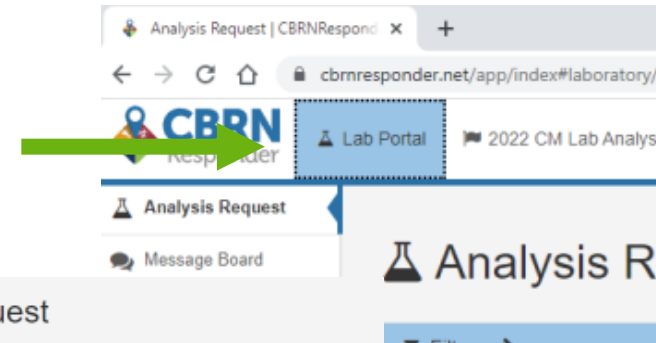 Analysis Request | CBRNRespond
cbrnresponder.net/app/index#laboratory/
CBRN
Responder
Lab Portal
2022 CM Lab Analys
Analysis Request
Message Board
Analysis R
uest